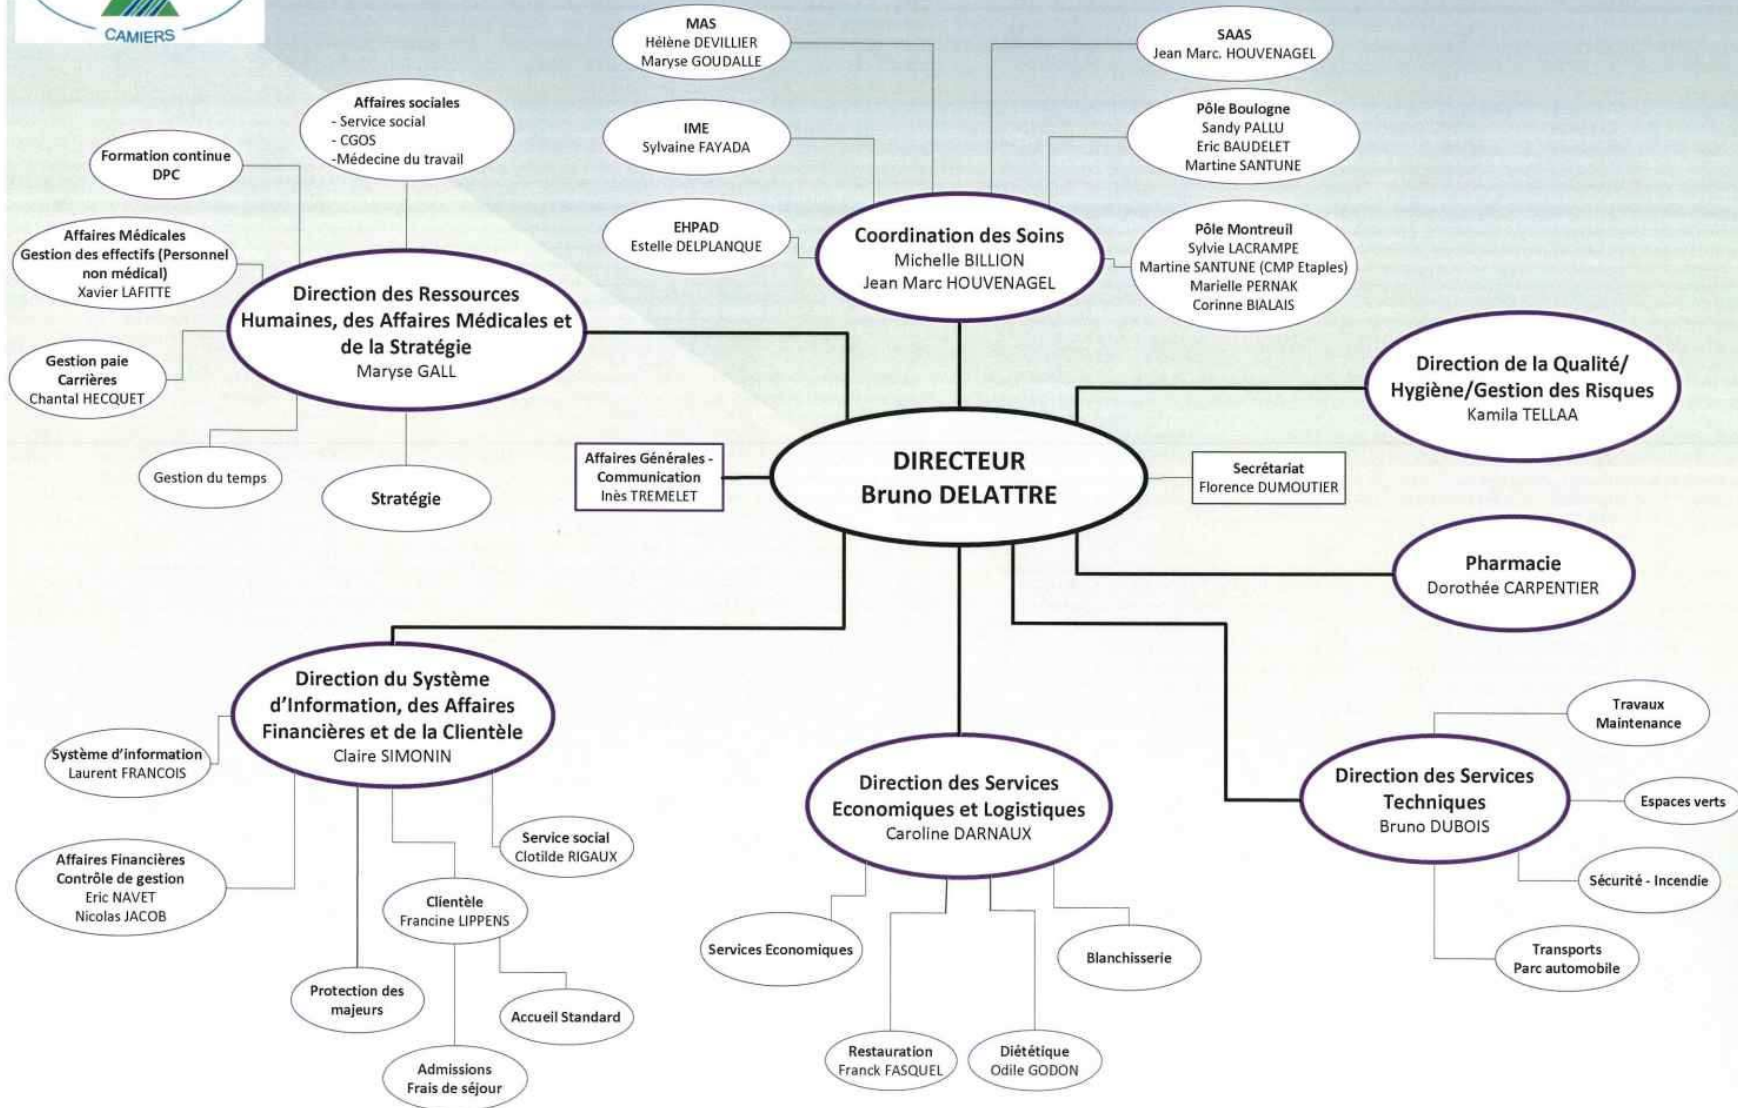 CAMIERS
MAS
Hélène DEVILLIER
Maryse GOUDALLE
SAAS
Jean Marc. HOUVENAGEL
Affaires sociales
- Service social
- CGOS
-Médecine du travail
Formation continue
DPC
IME
Sylvaine FAYADA
Pôle Boulogne
Sandy PALLU
Eric BAUDELET
Martine SANTUNE
Affaires Médicales
Gestion des effectifs (Personnel
non médical)
Xavier LAFITTE
EHPAD
Estelle DELPLANQUE
Coordination des Soins
Michelle BILLION
Jean Marc HOUVENAGEL
Pôle Montreuil
Sylvie LACRAMPE
Martine SANTUNE (CMP Etaples)
Marielle PERNAK
Corinne BIALAIS
Direction des Ressources
Humaines, des Affaires Médicales et
de la Stratégie
Maryse GALL
Gestion paie
Carrières
Chantal HECQUET
Direction de la Qualité/
Hygiène/Gestion des Risques
Kamila TELLAA
Gestion du temps
Stratégie
Affaires Générales -
Communication
Inès TREMELET
DIRECTEUR
Bruno DELATTRE
Secrétariat
Florence DUMOUTIER
Pharmacie
Dorothée CARPENTIER
Direction du Système
d'Information, des Affaires
Financières et de la Clientèle
Claire SIMONIN
Système d'information
Laurent FRANCOIS
Affaires Financières
Contrôle de gestion
Eric NAVET
Nicolas JACOB
Service social
Clotilde RIGAUX
Clientèle
Francine LIPPENS
Protection des
majeurs
Accueil Standard
Admissions
Frais de séjour
Direction des Services
Economiques et Logistiques
Caroline DARNAUX
Services Economiques
Blanchisserie
Restauration
Franck FASQUEL
Diététique
Odile GODON
Direction des Services
Techniques
Bruno DUBOIS
Travaux
Maintenance
Espaces verts
Sécurité - Incendie
Transports
Parc automobile